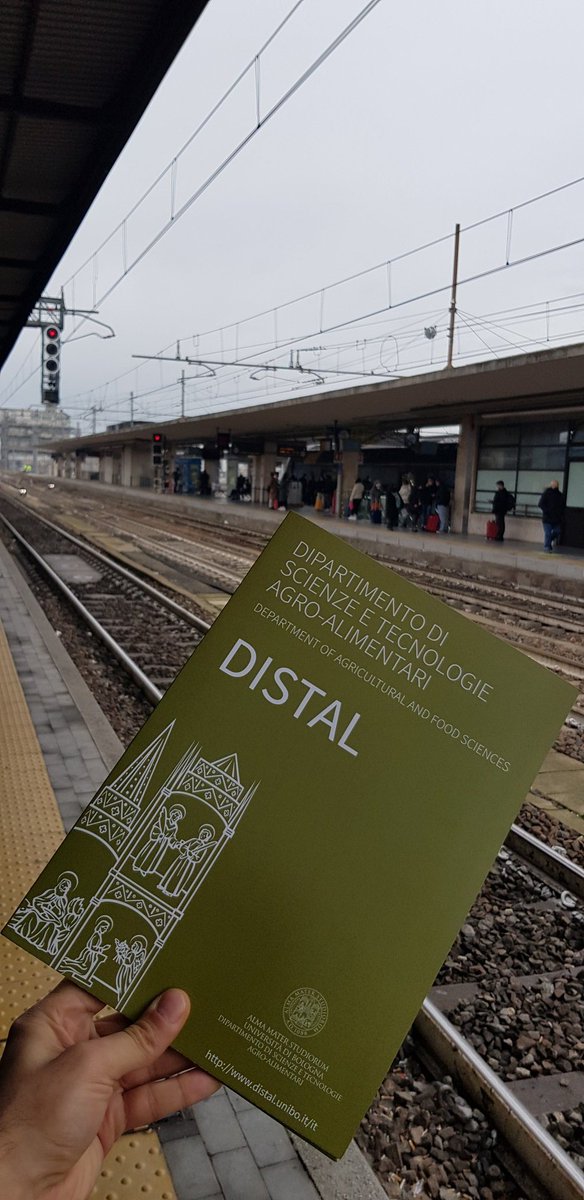 DIPARTIMENTO DI
SCIENZE E TECNOLOGIE
AGRO-ALIMENTARI
DEPARTMENT OF AGRICULTURAL AND FOOD SCIENCES
DISTAL
ALMA MATER STUDIORUM
UNIVERSITÀ DI BOLOGNA
DIPARTIMENTO DI SCIENZE E TECNOLOGIE
AGRO-ALIMENTARI
http://www.distal.unibo.it/it